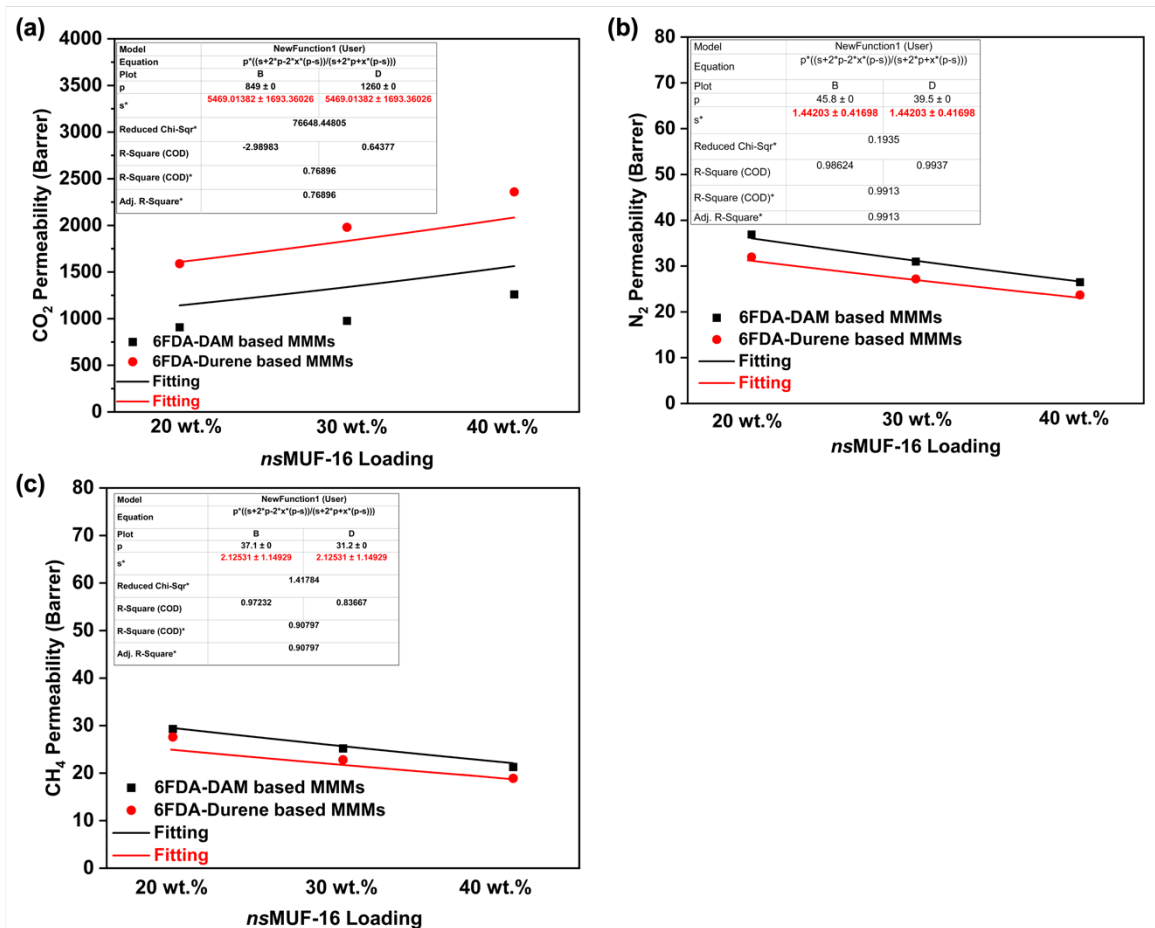 (a)
CO2 Permeability (Barrer)
4000
3500
3000
2500
2000
1500
1000
500
0
Model NewFunction1 (User)
Equation p*((s+2*p-2*x*(p-s))/(s+2*p+x*(p-s)))
Plot B D
p 849 ± 0 1260 ± 0
s* 5469.01382 ± 1693.36026 5469.01382 ± 1693.36026
Reduced Chi-Sqr* 76648.44805
R-Square (COD) -2.98983 0.64377
R-Square (COD)* 0.76896
Adj. R-Square* 0.76896
6FDA-DAM based MMMs
6FDA-Durene based MMMs
Fitting
Fitting
20 wt.% 30 wt.% 40 wt.%
nsMUF-16 Loading
(b)
N2 Permeability (Barrer)
80
70
60
50
40
30
20
10
0
Model NewFunction1 (User)
Equation p*((s+2*p-2*x*(p-s))/(s+2*p+x*(p-s)))
Plot B D
p 45.8 ± 0 39.5 ± 0
s* 1.44203 ± 0.41698 1.44203 ± 0.41698
Reduced Chi-Sqr* 0.1935
R-Square (COD) 0.98624 0.9937
R-Square (COD)* 0.9913
Adj. R-Square* 0.9913
6FDA-DAM based MMMs
6FDA-Durene based MMMs
Fitting
Fitting
20 wt.% 30 wt.% 40 wt.%
nsMUF-16 Loading
(c)
CH4 Permeability (Barrer)
80
70
60
50
40
30
20
10
0
Model NewFunction1 (User)
Equation p*((s+2*p-2*x*(p-s))/(s+2*p+x*(p-s)))
Plot B D
p 37.1 ± 0 31.2 ± 0
s* 2.12531 ± 1.14929 2.12531 ± 1.14929
Reduced Chi-Sqr* 1.41784
R-Square (COD) 0.97232 0.83667
R-Square (COD)* 0.90797
Adj. R-Square* 0.90797
6FDA-DAM based MMMs
6FDA-Durene based MMMs
Fitting
Fitting
20 wt.% 30 wt.% 40 wt.%
nsMUF-16 Loading